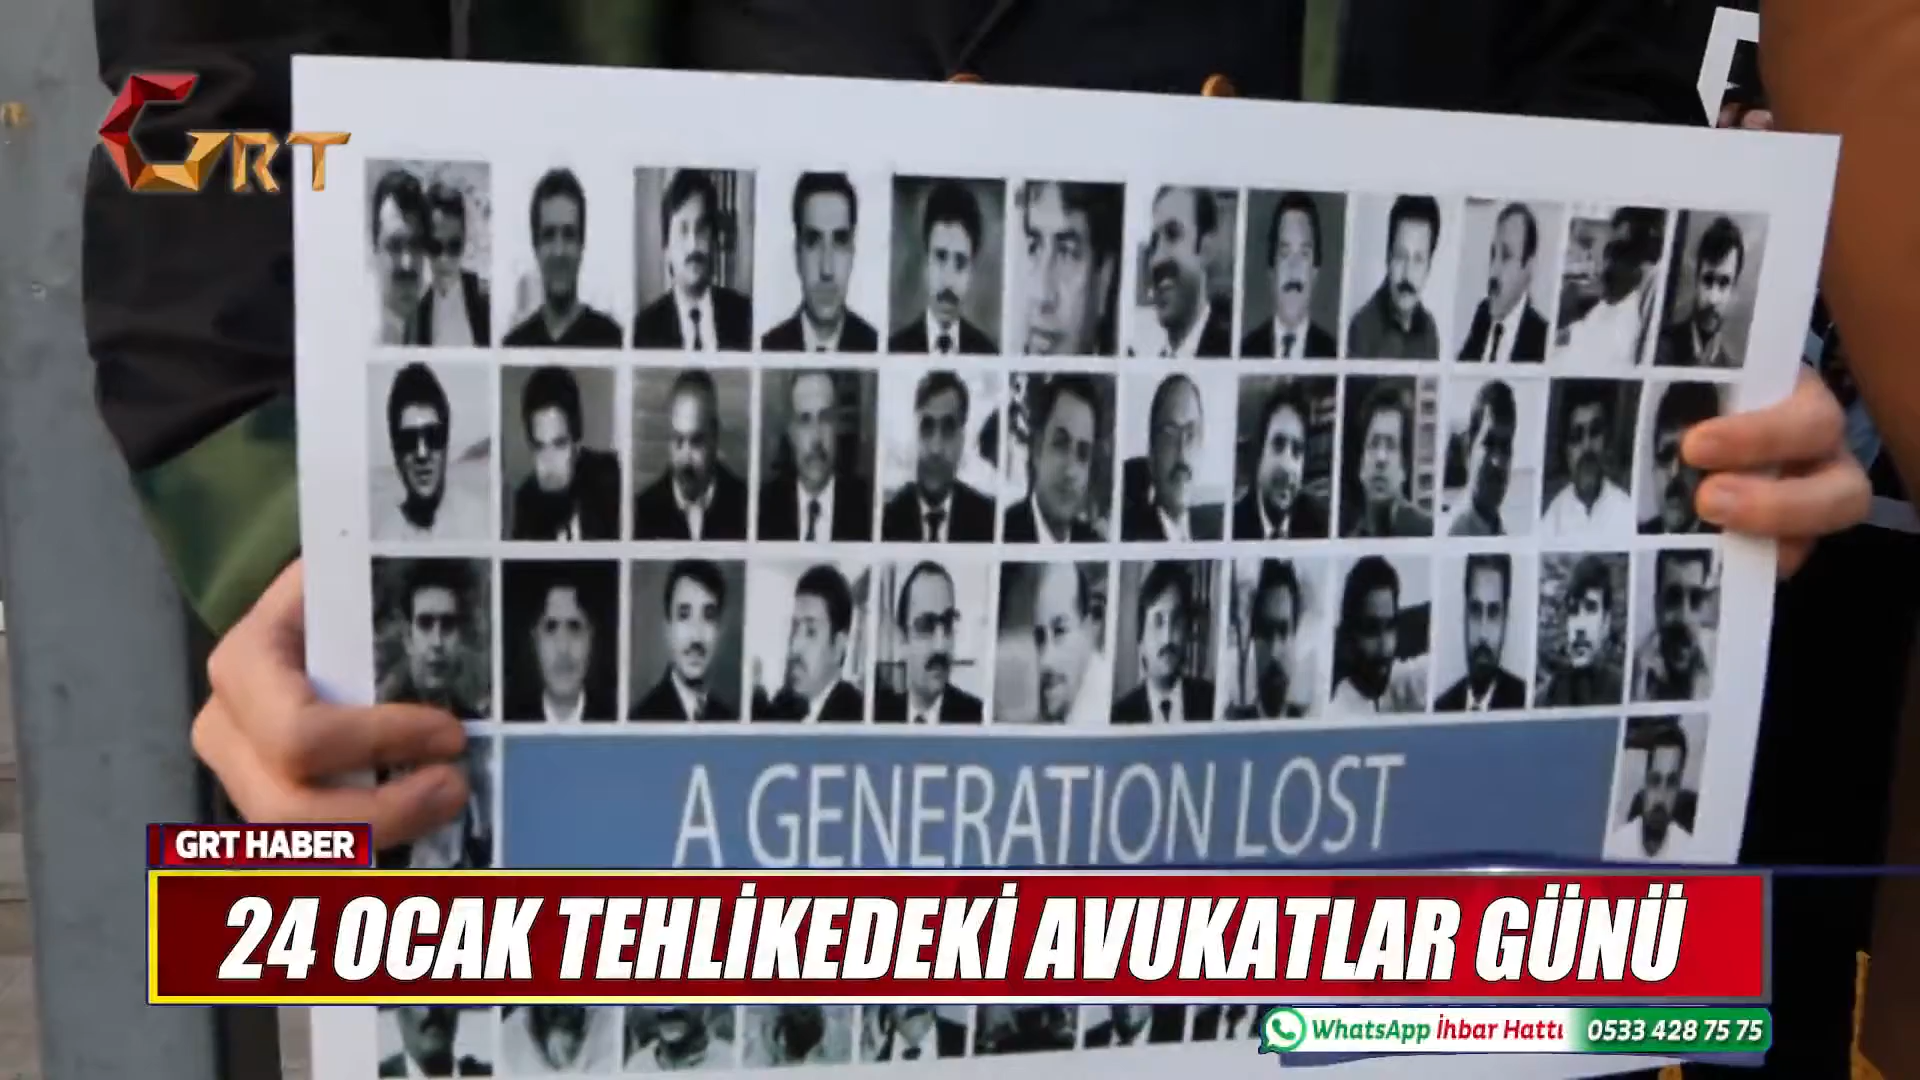 GRT
A GENERATION LOST
GRT HABER
24 OCAK TEHLİKEDEKİ AVUKATLAR GÜNÜ
WhatsApp İhbar Hattı 0533 428 75 75